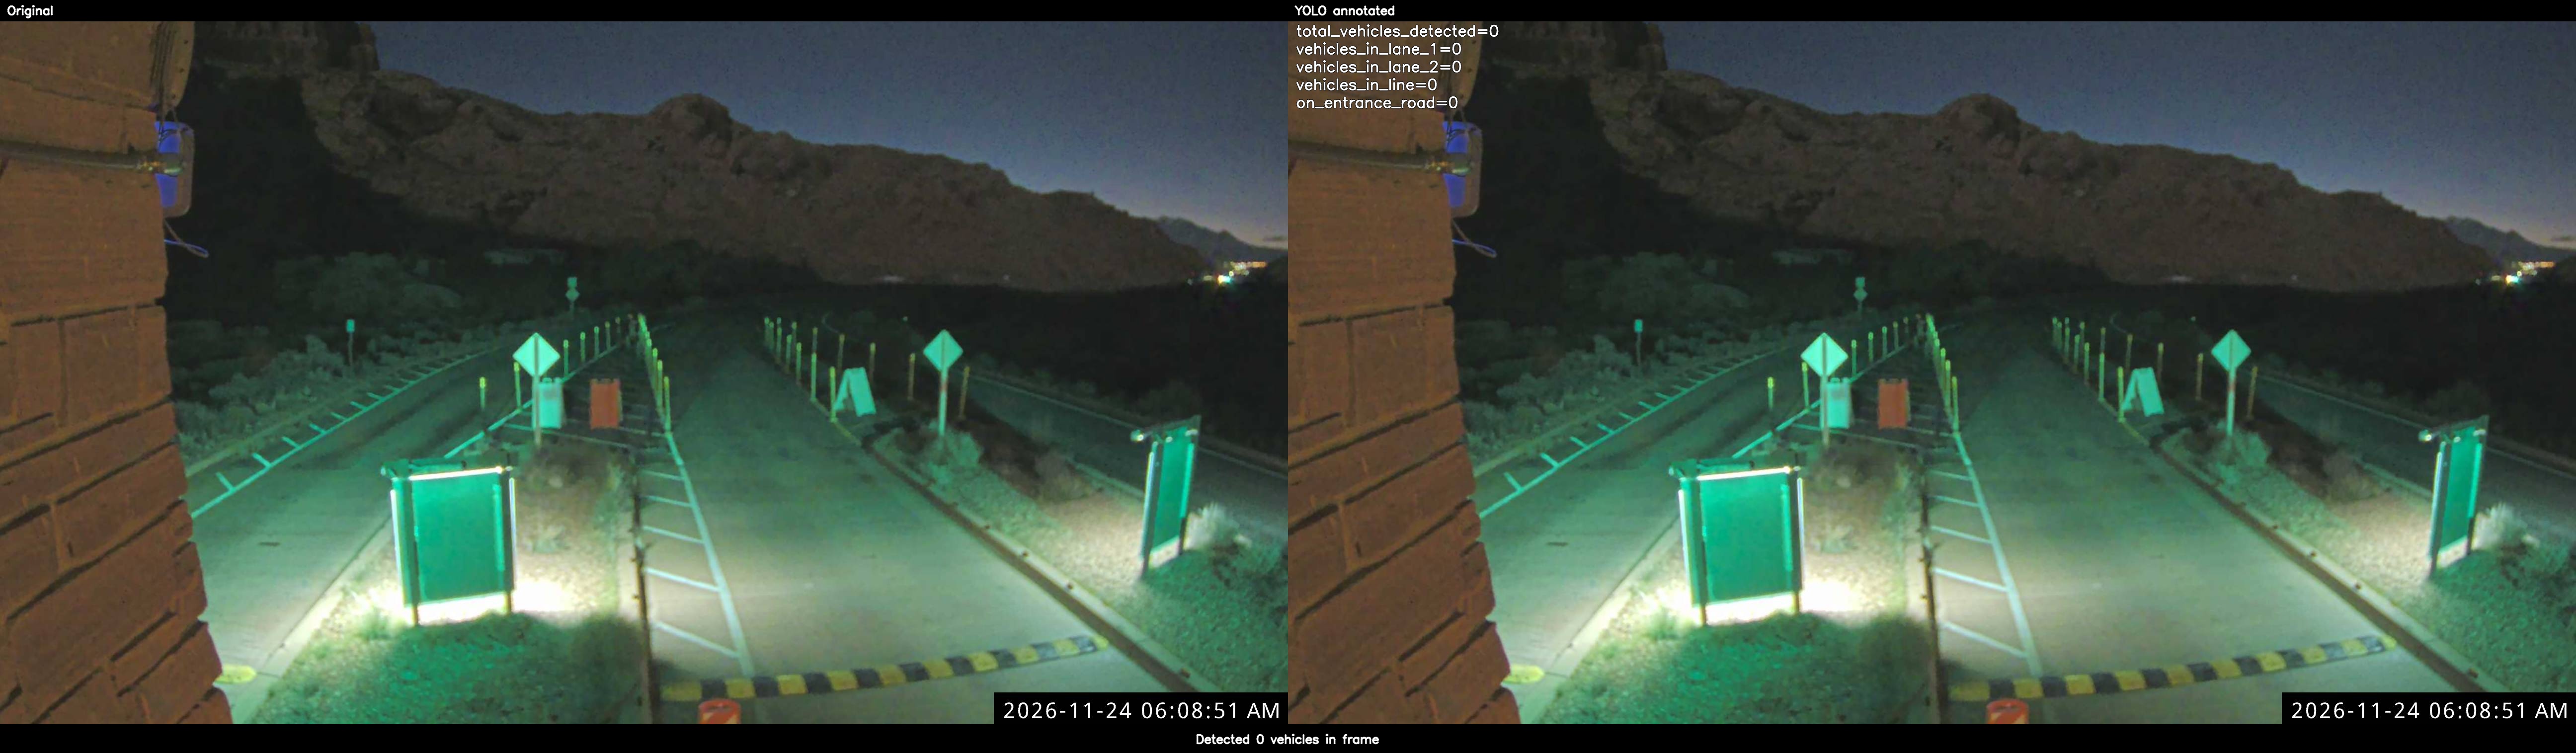 Original
YOLO annotated
total_vehicles_detected=0
vehicles_in_lane_1=0
vehicles_in_lane_2=0
vehicles_in_line=0
on_entrance_road=0
2026-11-24 06:08:51 AM
2026-11-24 06:08:51 AM
Detected 0 vehicles in frame